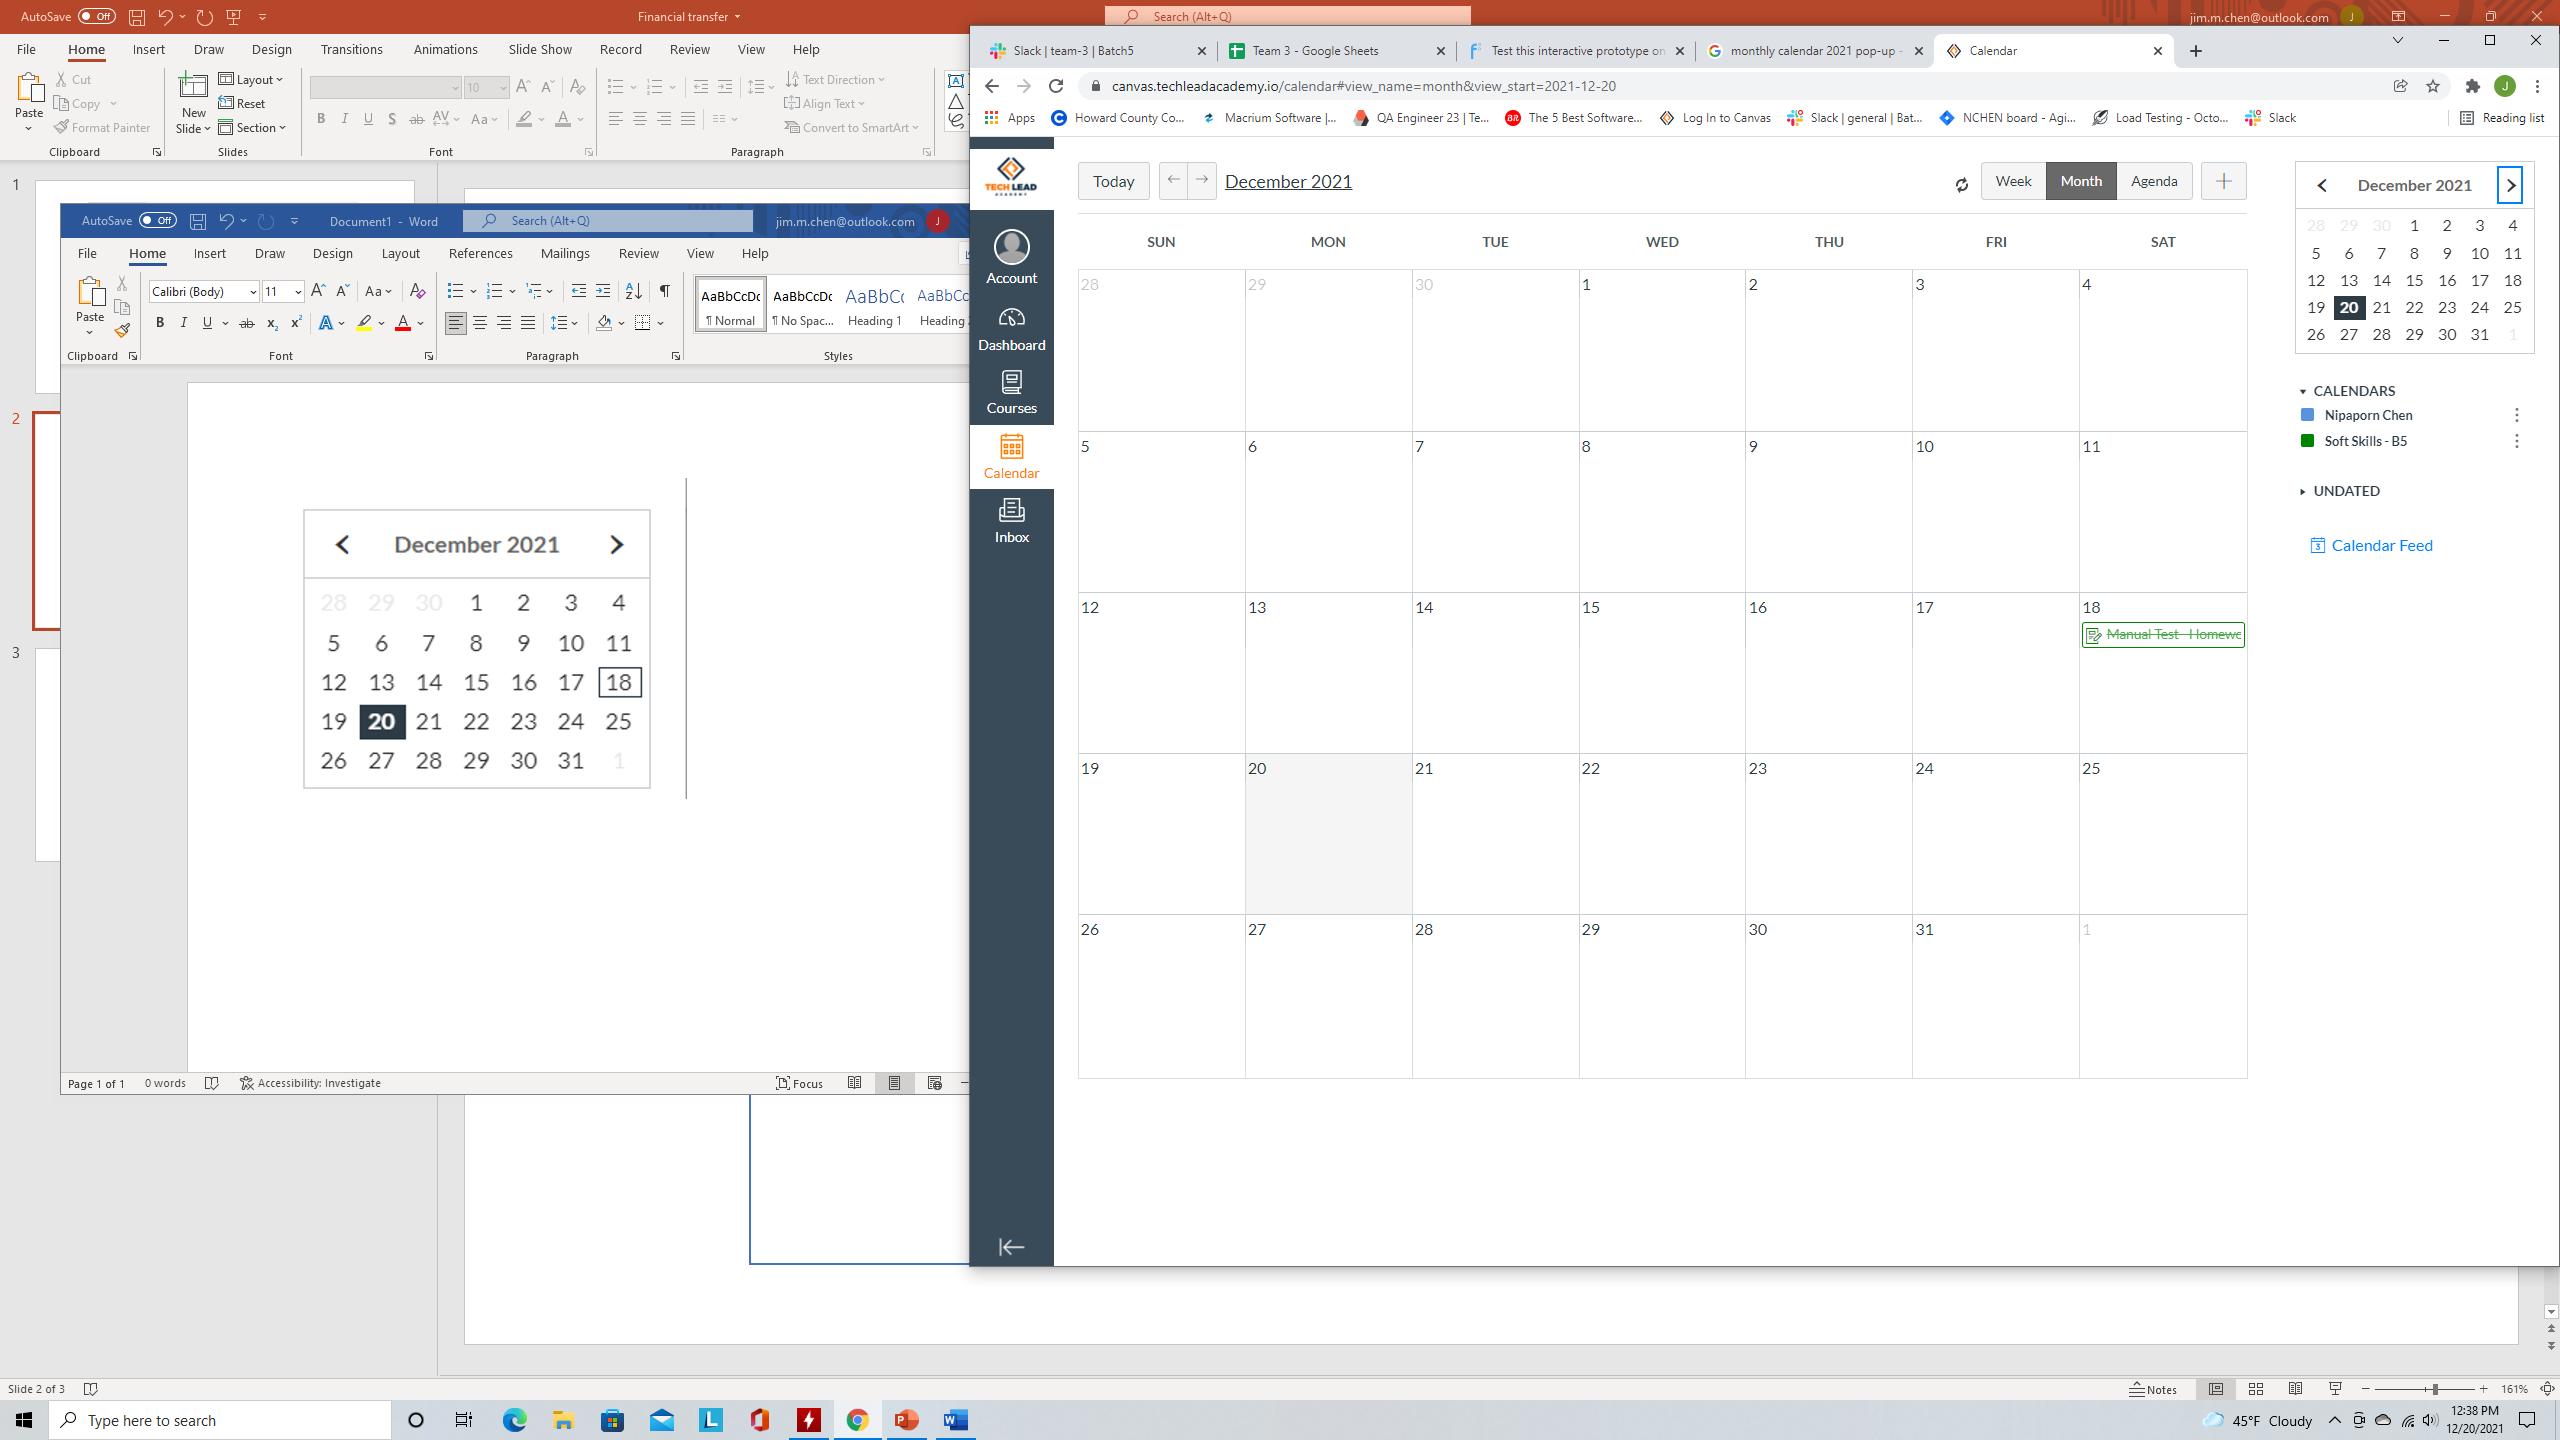 AutoSave Off
Financial transfer
Search (Alt+Q)
jim.m.chen@outlook.com J
File Home Insert Draw Design Transitions Animations Slide Show Record Review View Help
Paste
Cut
Copy
Format Painter
Clipboard
New Slide
Layout
Reset
Section
Slides
10
B I U S ab AV Aa A
Font
Text Direction
Align Text
Convert to SmartArt
Paragraph
1
2
3
AutoSave Off
Document1 - Word
Search (Alt+Q)
jim.m.chen@outlook.com J
File Home Insert Draw Design Layout References Mailings Review View Help
Paste
Clipboard
Calibri (Body) 11
Font
Paragraph
AaBbCcDc AaBbCcDc AaBbCc AaBbCc
¶ Normal ¶ No Spac... Heading 1 Heading
Styles
December 2021
28 29 30 1 2 3 4
5 6 7 8 9 10 11
12 13 14 15 16 17 18
19 20 21 22 23 24 25
26 27 28 29 30 31 1
Page 1 of 1 0 words Accessibility: Investigate Focus
Slack | team-3 | Batch5
Team 3 - Google Sheets
Test this interactive prototype on
monthly calendar 2021 pop-up -
Calendar
canvas.techleadacademy.io/calendar#view_name=month&view_start=2021-12-20
J
Apps Howard County Co... Macrium Software |... QA Engineer 23 | Te... The 5 Best Software... Log In to Canvas Slack | general | Bat... NCHEN board - Agi... Load Testing - Octo... Slack Reading list
TECH LEAD
ACADEMY
Account
Dashboard
Courses
Calendar
Inbox
Today December 2021 Week Month Agenda
SUN MON TUE WED THU FRI SAT
28 29 30 1 2 3 4
5 6 7 8 9 10 11
12 13 14 15 16 17 18
Manual Test - Homewo
19 20 21 22 23 24 25
26 27 28 29 30 31 1
December 2021
28 29 30 1 2 3 4
5 6 7 8 9 10 11
12 13 14 15 16 17 18
19 20 21 22 23 24 25
26 27 28 29 30 31 1
CALENDARS
Nipaporn Chen
Soft Skills - B5
UNDATED
Calendar Feed
Slide 2 of 3 Notes 161%
Type here to search
45°F Cloudy
12:38 PM
12/20/2021